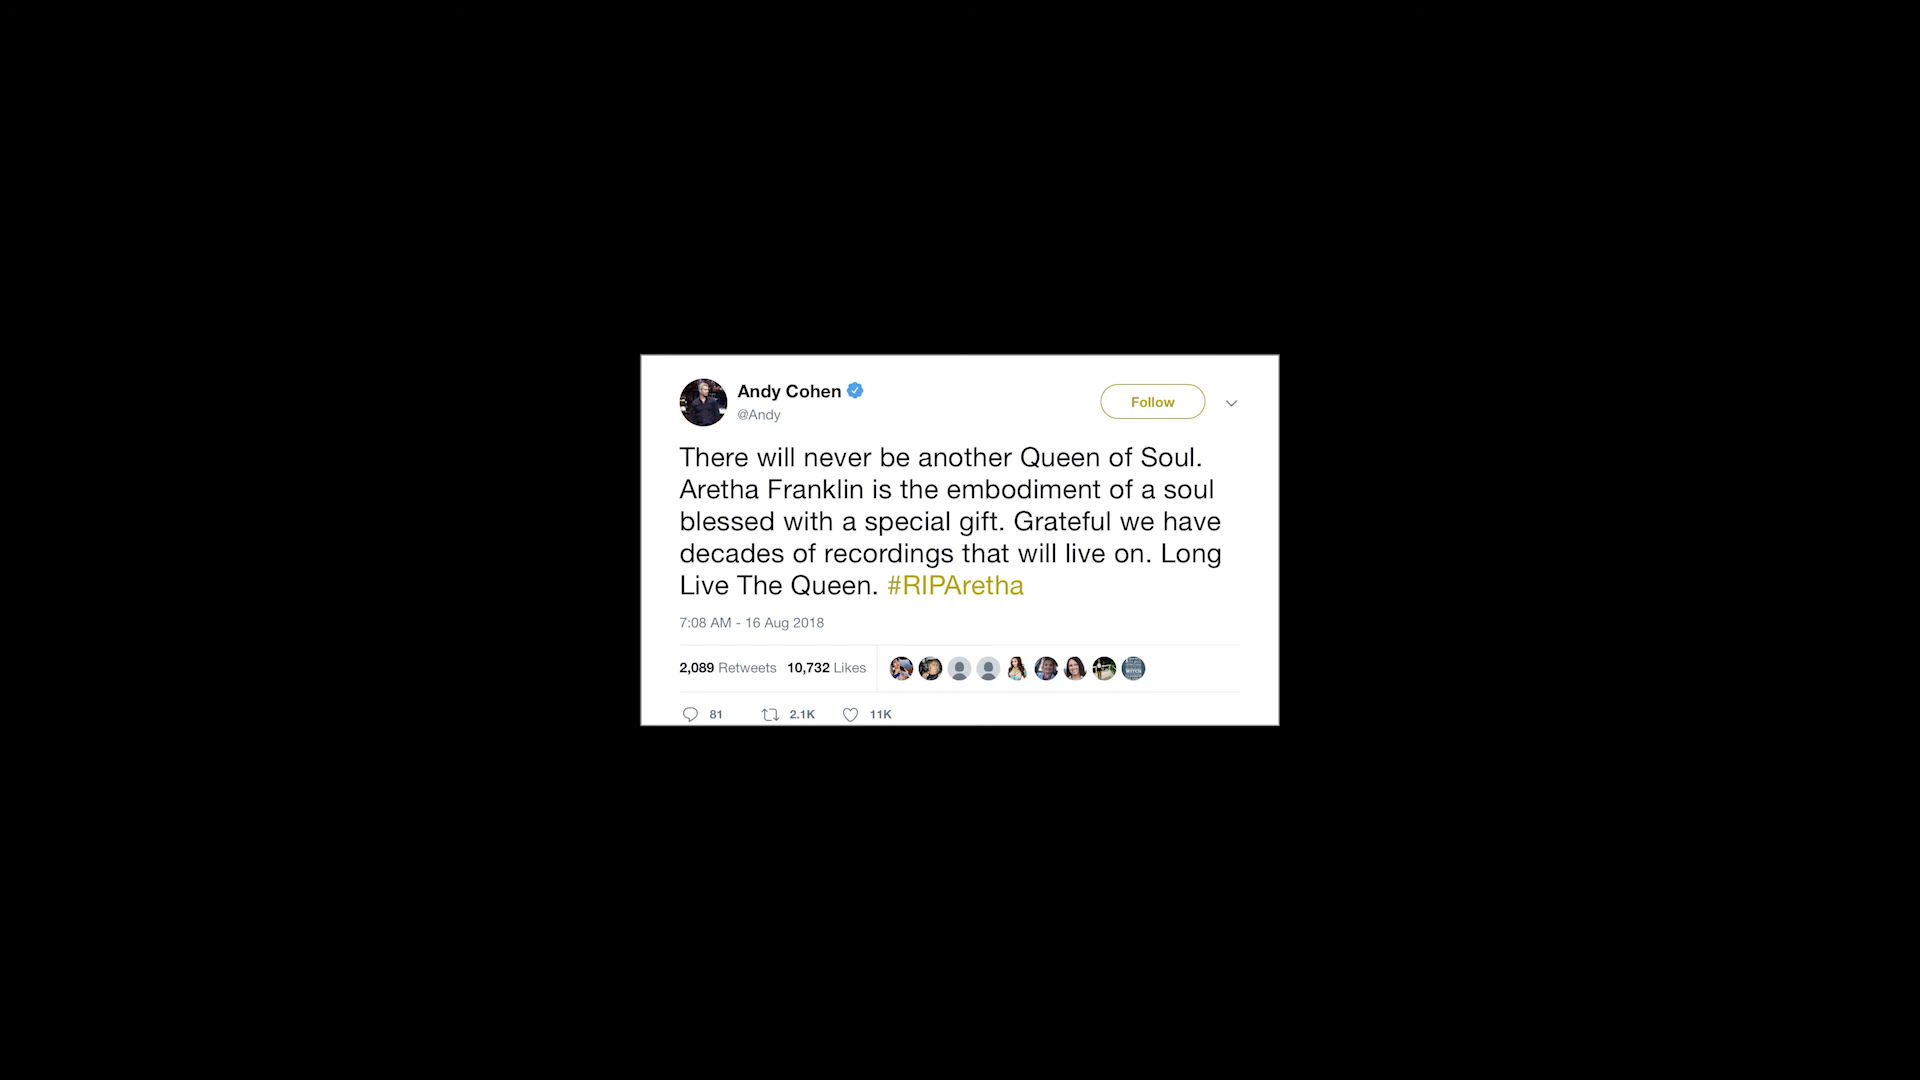 Andy Cohen
@Andy
Follow
There will never be another Queen of Soul.
Aretha Franklin is the embodiment of a soul
blessed with a special gift. Grateful we have
decades of recordings that will live on. Long
Live The Queen. #RIPAretha
7:08 AM - 16 Aug 2018
2,089 Retweets 10,732 Likes
81 2.1K 11K